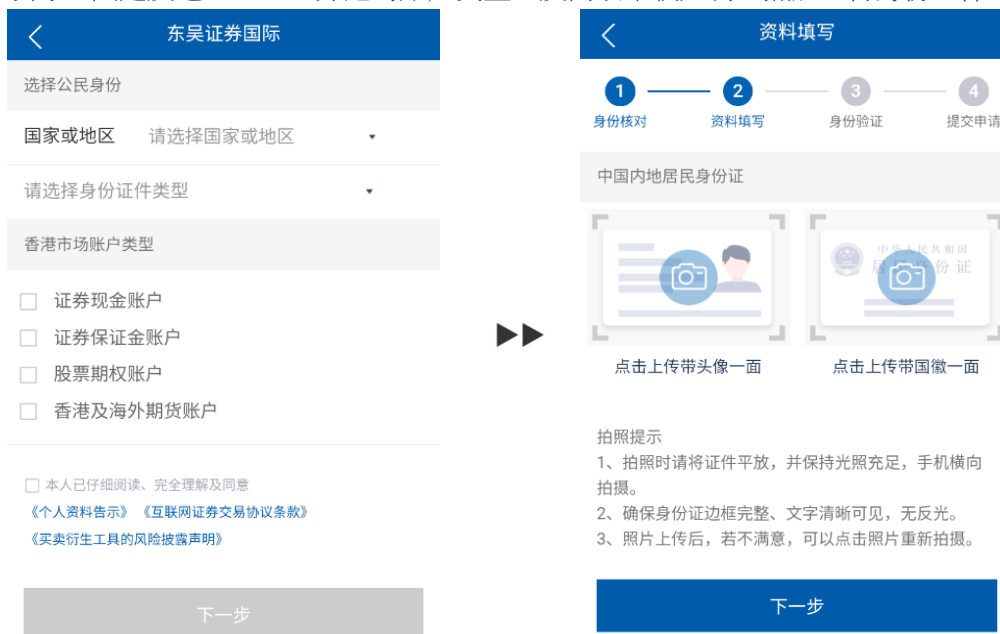 东吴证券国际
选择公民身份
国家或地区 请选择国家或地区
请选择身份证件类型
香港市场账户类型
证券现金账户
证券保证金账户
股票期权账户
香港及海外期货账户
本人已仔细阅读、完全理解及同意
《个人资料告示》《互联网证券交易协议条款》
《买卖衍生工具的风险披露声明》
下一步
资料填写
1 2 3 4
身份核对 资料填写 身份验证 提交申请
中国内地居民身份证
中华人民共和国
居民身份证
点击上传带头像一面 点击上传带国徽一面
拍照提示
1、拍照时请将证件平放，并保持光照充足，手机横向
拍摄。
2、确保身份证边框完整、文字清晰可见，无反光。
3、照片上传后，若不满意，可以点击照片重新拍摄。
下一步